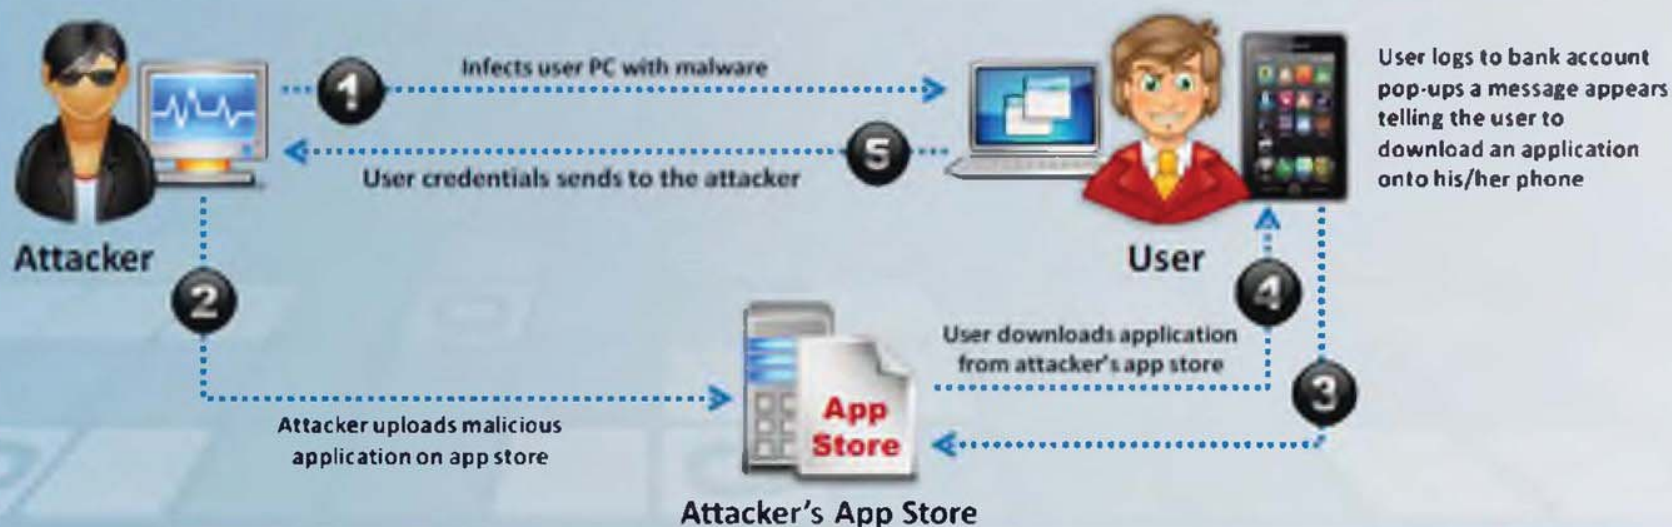 1
Infects user PC with malware
User logs to bank account
pop-ups a message appears
telling the user to
download an application
onto his/her phone
5
User credentials sends to the attacker
Attacker
User
2
4
User downloads application
from attacker's app store
3
Attacker uploads malicious
application on app store
App
Store
Attacker's App Store